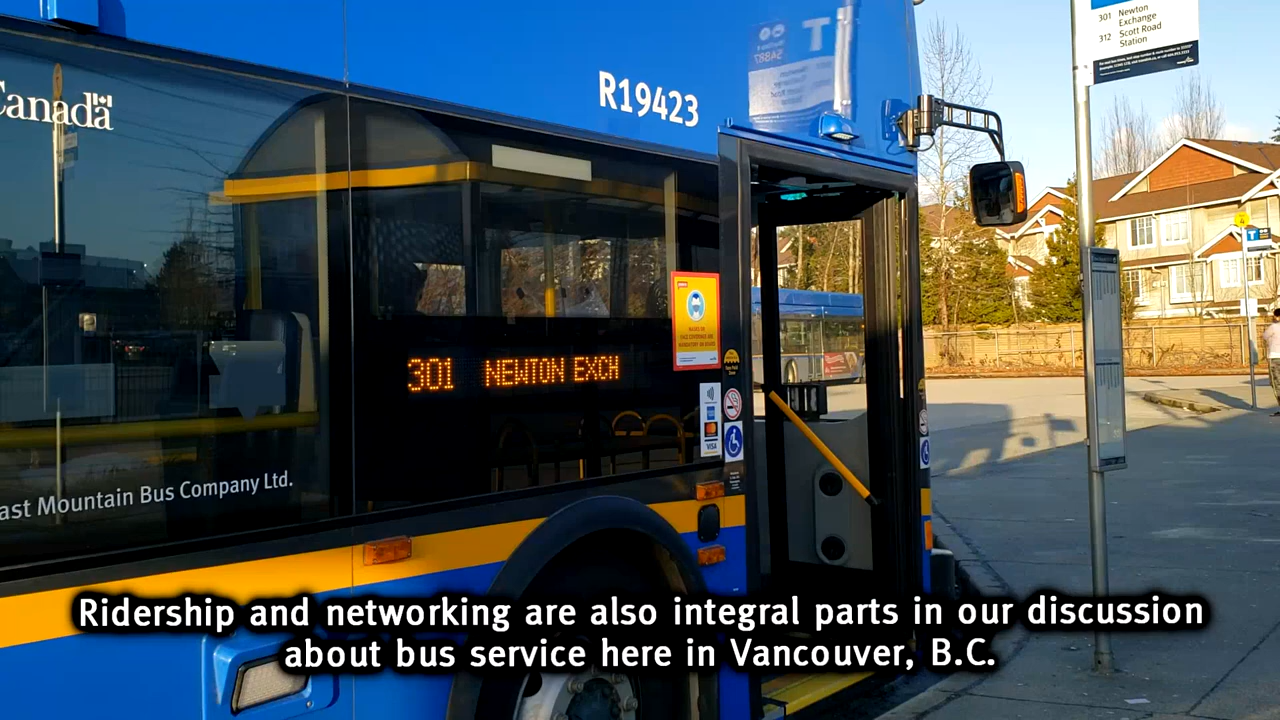 301 Newton
Exchange
312 Scott Road
Station
R19423
Canada
301 NEWTON EXCH
VISA
ast Mountain Bus Company Ltd.
T
Ridership and networking are also integral parts in our discussion
about bus service here in Vancouver, B.C.